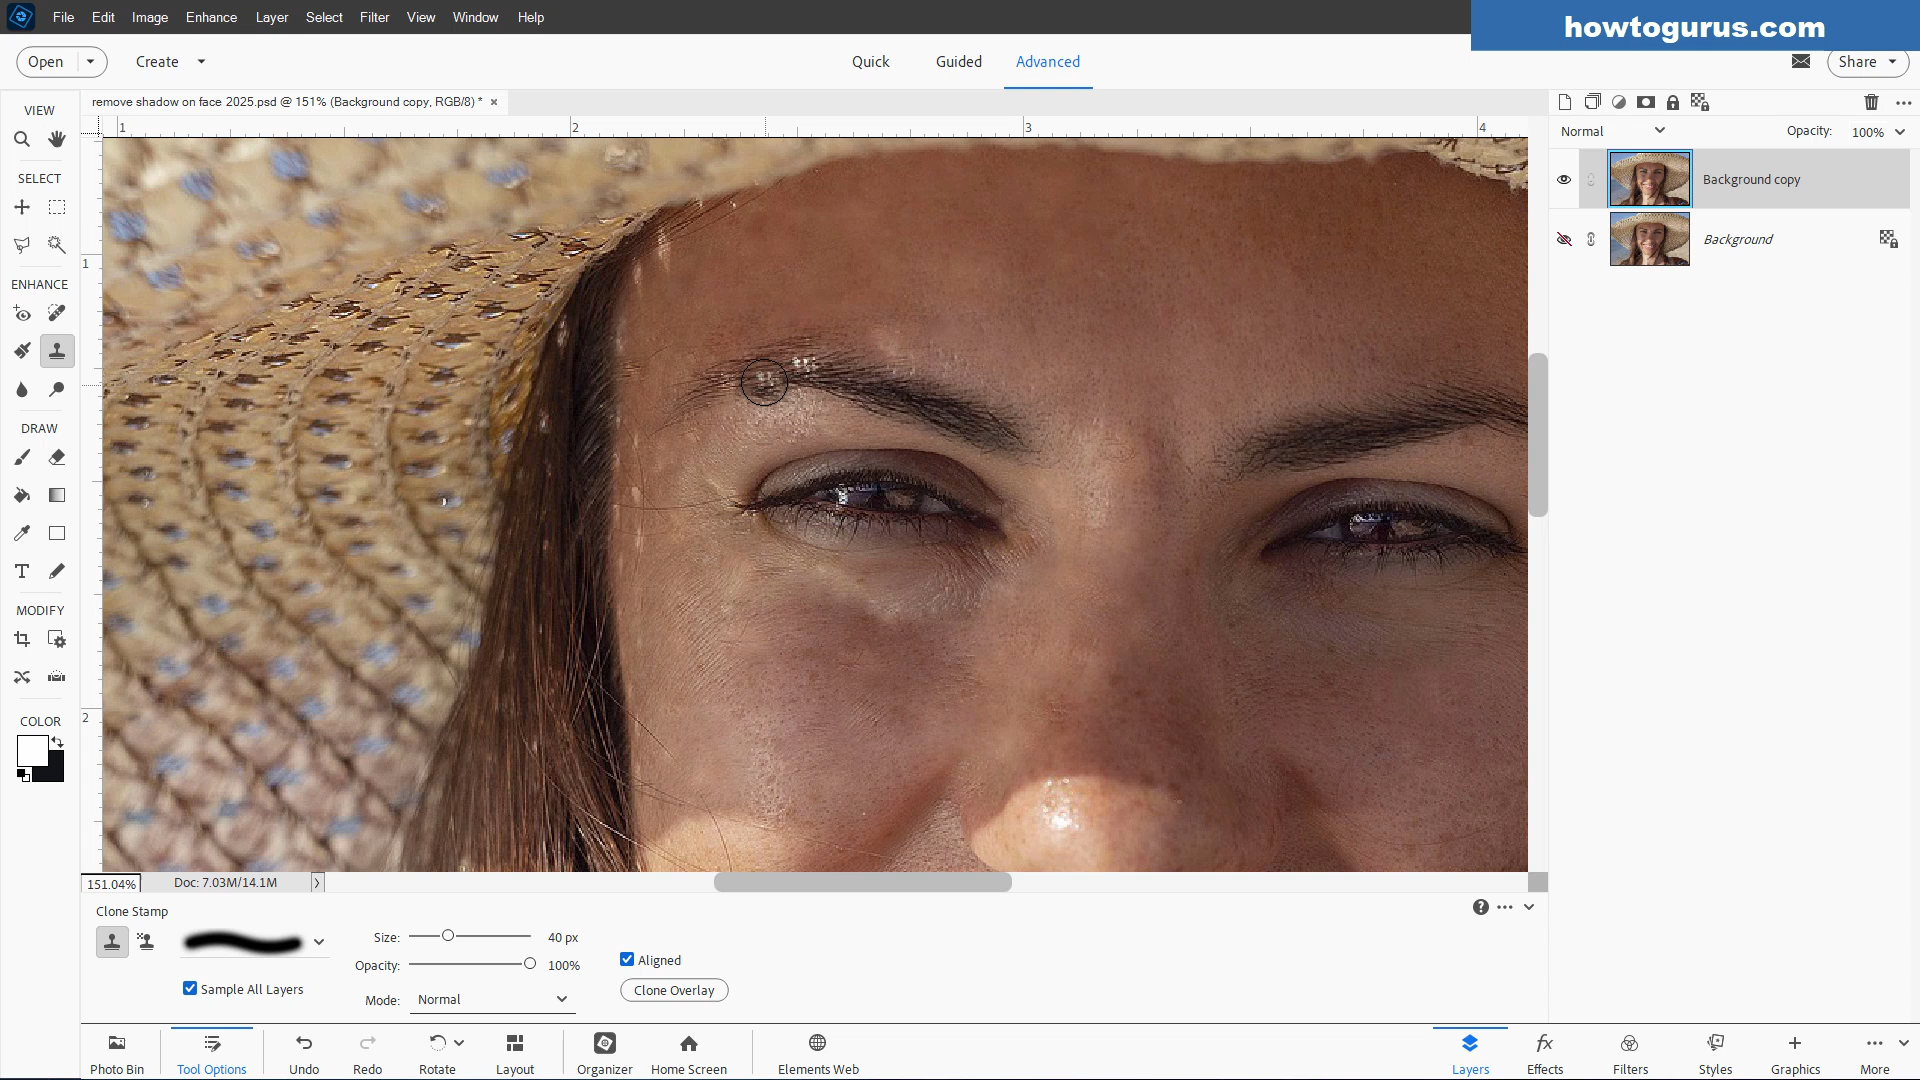 File Edit Image Enhance Layer Select Filter View Window Help
howtogurus.com
Open Create Quick Guided Advanced Share
VIEW
remove shadow on face 2025.psd @ 151% (Background copy, RGB/8) *
1 2 3 4
Normal Opacity: 100%
SELECT
Background copy
Background
1
ENHANCE
DRAW
T
MODIFY
2
COLOR
151.04% Doc: 7.03M/14.1M
Clone Stamp
Size: 40 px
Opacity: 100%
Aligned
Sample All Layers
Clone Overlay
Mode: Normal
Photo Bin Tool Options Undo Redo Rotate Layout Organizer Home Screen Elements Web Layers Effects Filters Styles Graphics More